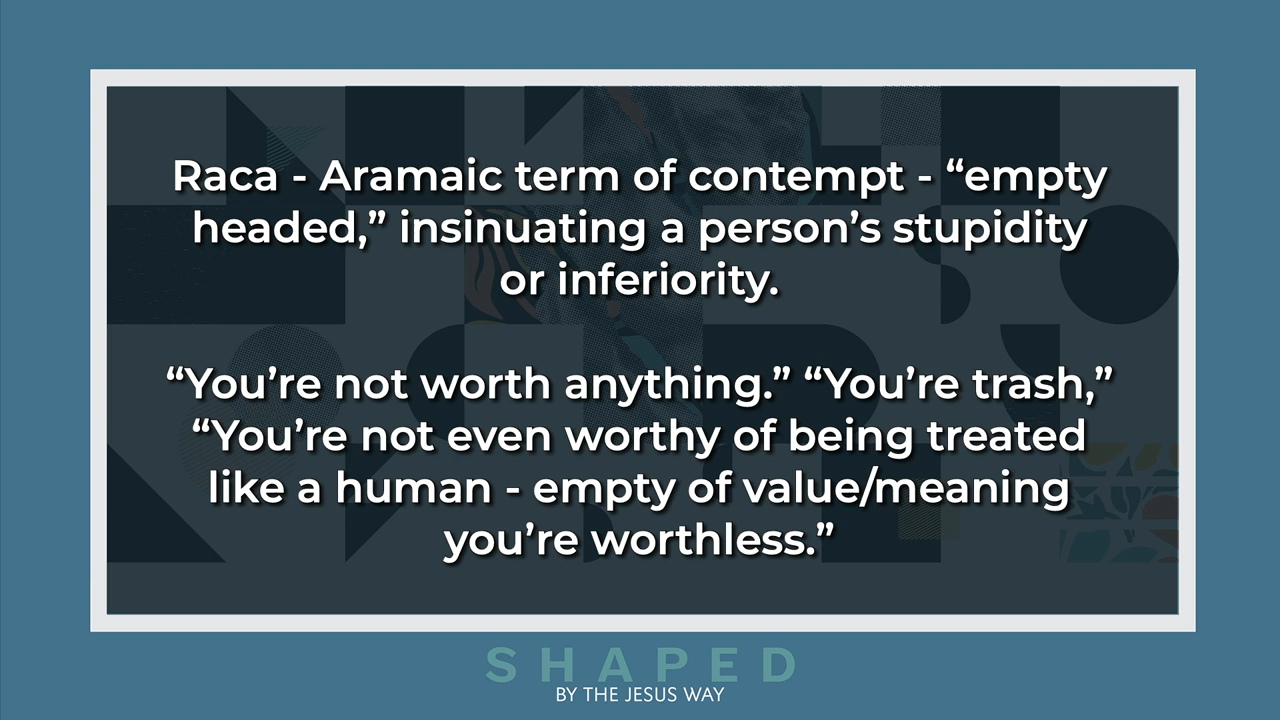 Raca - Aramaic term of contempt - “empty
headed,” insinuating a person’s stupidity
or inferiority.
“You’re not worth anything.” “You’re trash,”
“You’re not even worthy of being treated
like a human - empty of value/meaning
you’re worthless.”
SHAPED
BY THE JESUS WAY